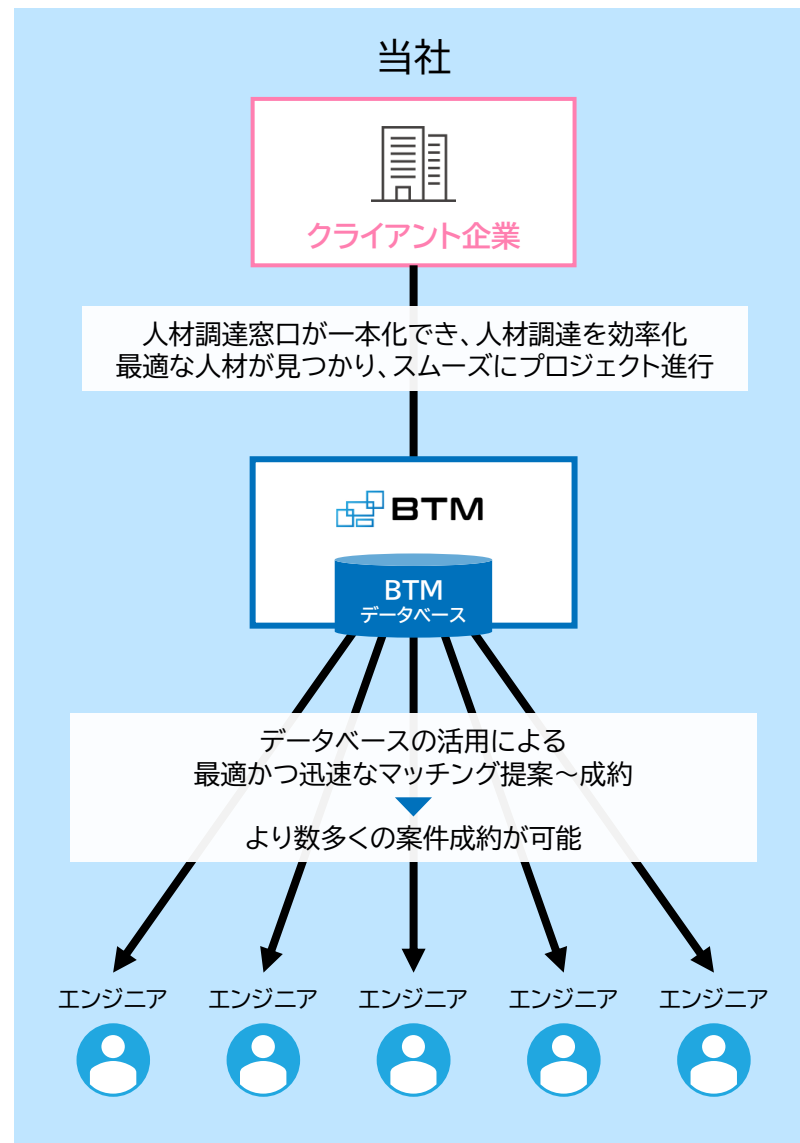 当社
クライアント企業
人材調達窓口が一本化でき、人材調達を効率化
最適な人材が見つかり、スムーズにプロジェクト進行
BTM
BTM
データベース
データベースの活用による
最適かつ迅速なマッチング提案～成約
より数多くの案件成約が可能
エンジニア エンジニア エンジニア エンジニア エンジニア